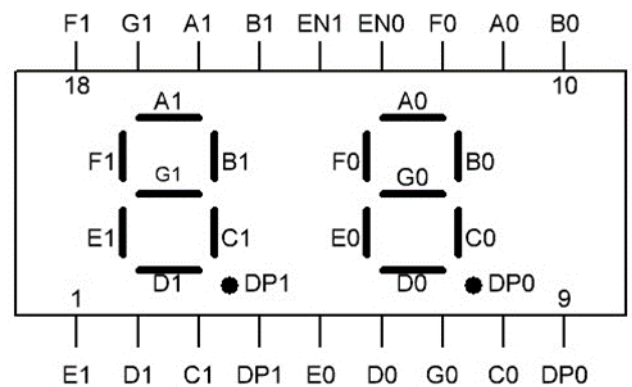 F1 G1 A1 B1 EN1 EN0 F0 A0 B0
18 10
A1 A0
F1 B1 F0 B0
G1 G0
E1 C1 E0 C0
D1 DP1 D0 DP0
1 9
E1 D1 C1 DP1 E0 D0 G0 C0 DP0